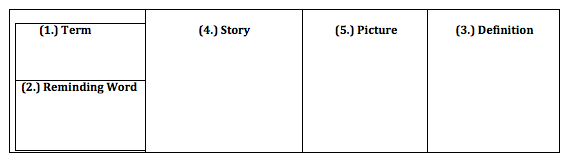 (1.) Term
(4.) Story
(5.) Picture
(3.) Definition
(2.) Reminding Word